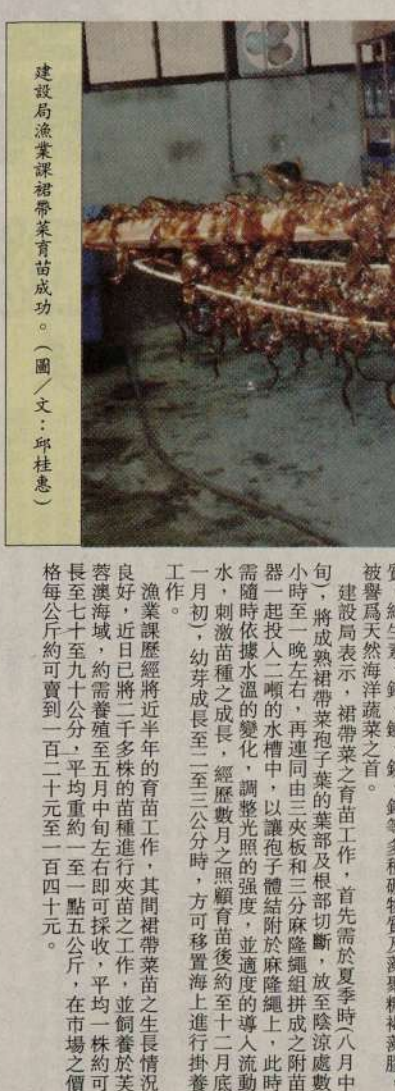 建設局漁業課裙帶菜育苗成功。(圖/文:邱桂惠)
被譽爲天然海洋蔬菜之首。
建設局表示,裙帶菜之育苗工作,首先需於夏季時(八月中
旬),將成熟裙帶菜孢子葉的葉部及根部切斷,放至陰涼處數
小時至一晚左右,再連同由三夾板和三分麻隆繩組拼成之附苗
器一起投入二噸的水槽中,以讓孢子體結附於麻隆繩上,此時
需隨時依據水溫的變化,調整光照的强度,並適度的導入流動
水,刺激苗種之成長,經歷數月之照顧育苗後(約至十二月底
一月初),幼芽成長至二至三公分時,方可移置海上進行掛養
工作。
漁業課歷經將近半年的育苗工作,其間裙帶菜苗之生長情況
良好,近日已將二千多株的苗種進行夾苗之工作,並飼養於芙
蓉澳海域,約需養殖至五月中旬左右即可採收,平均一株約可
長至七十至九十公分,平均重約一至一點五公斤,在市場之價
格每公斤約可賣到一百二十元至一百四十元。